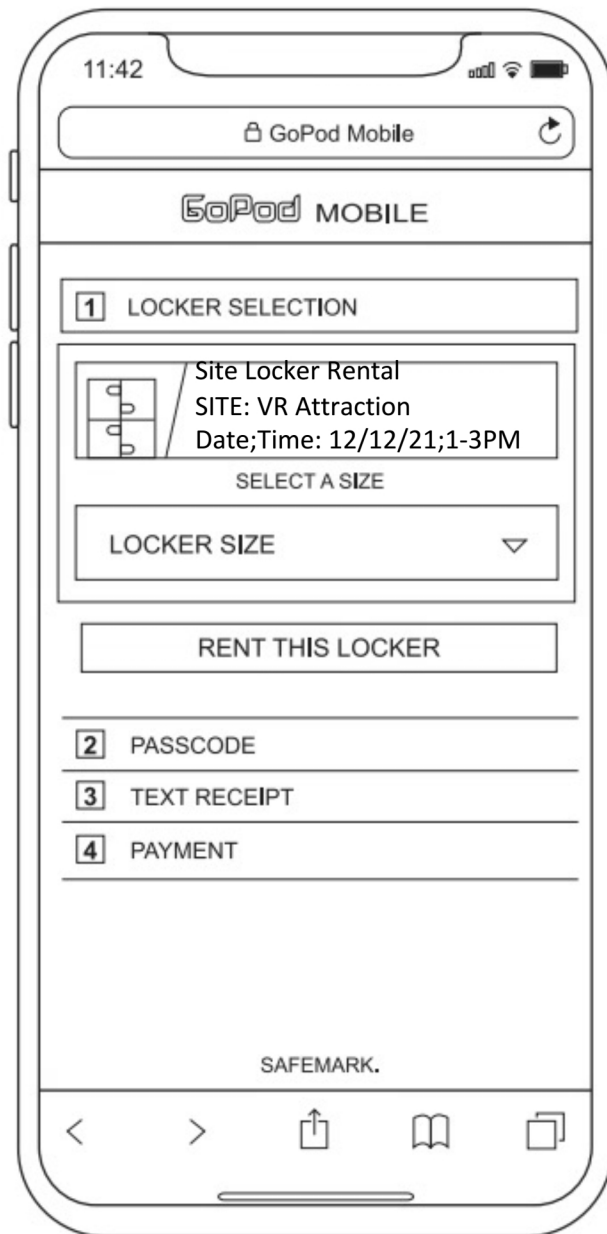 11:42
GoPod Mobile
GoPod MOBILE
1 LOCKER SELECTION
Site Locker Rental
SITE: VR Attraction
Date;Time: 12/12/21;1-3PM
SELECT A SIZE
LOCKER SIZE
RENT THIS LOCKER
2 PASSCODE
3 TEXT RECEIPT
4 PAYMENT
SAFEMARK.